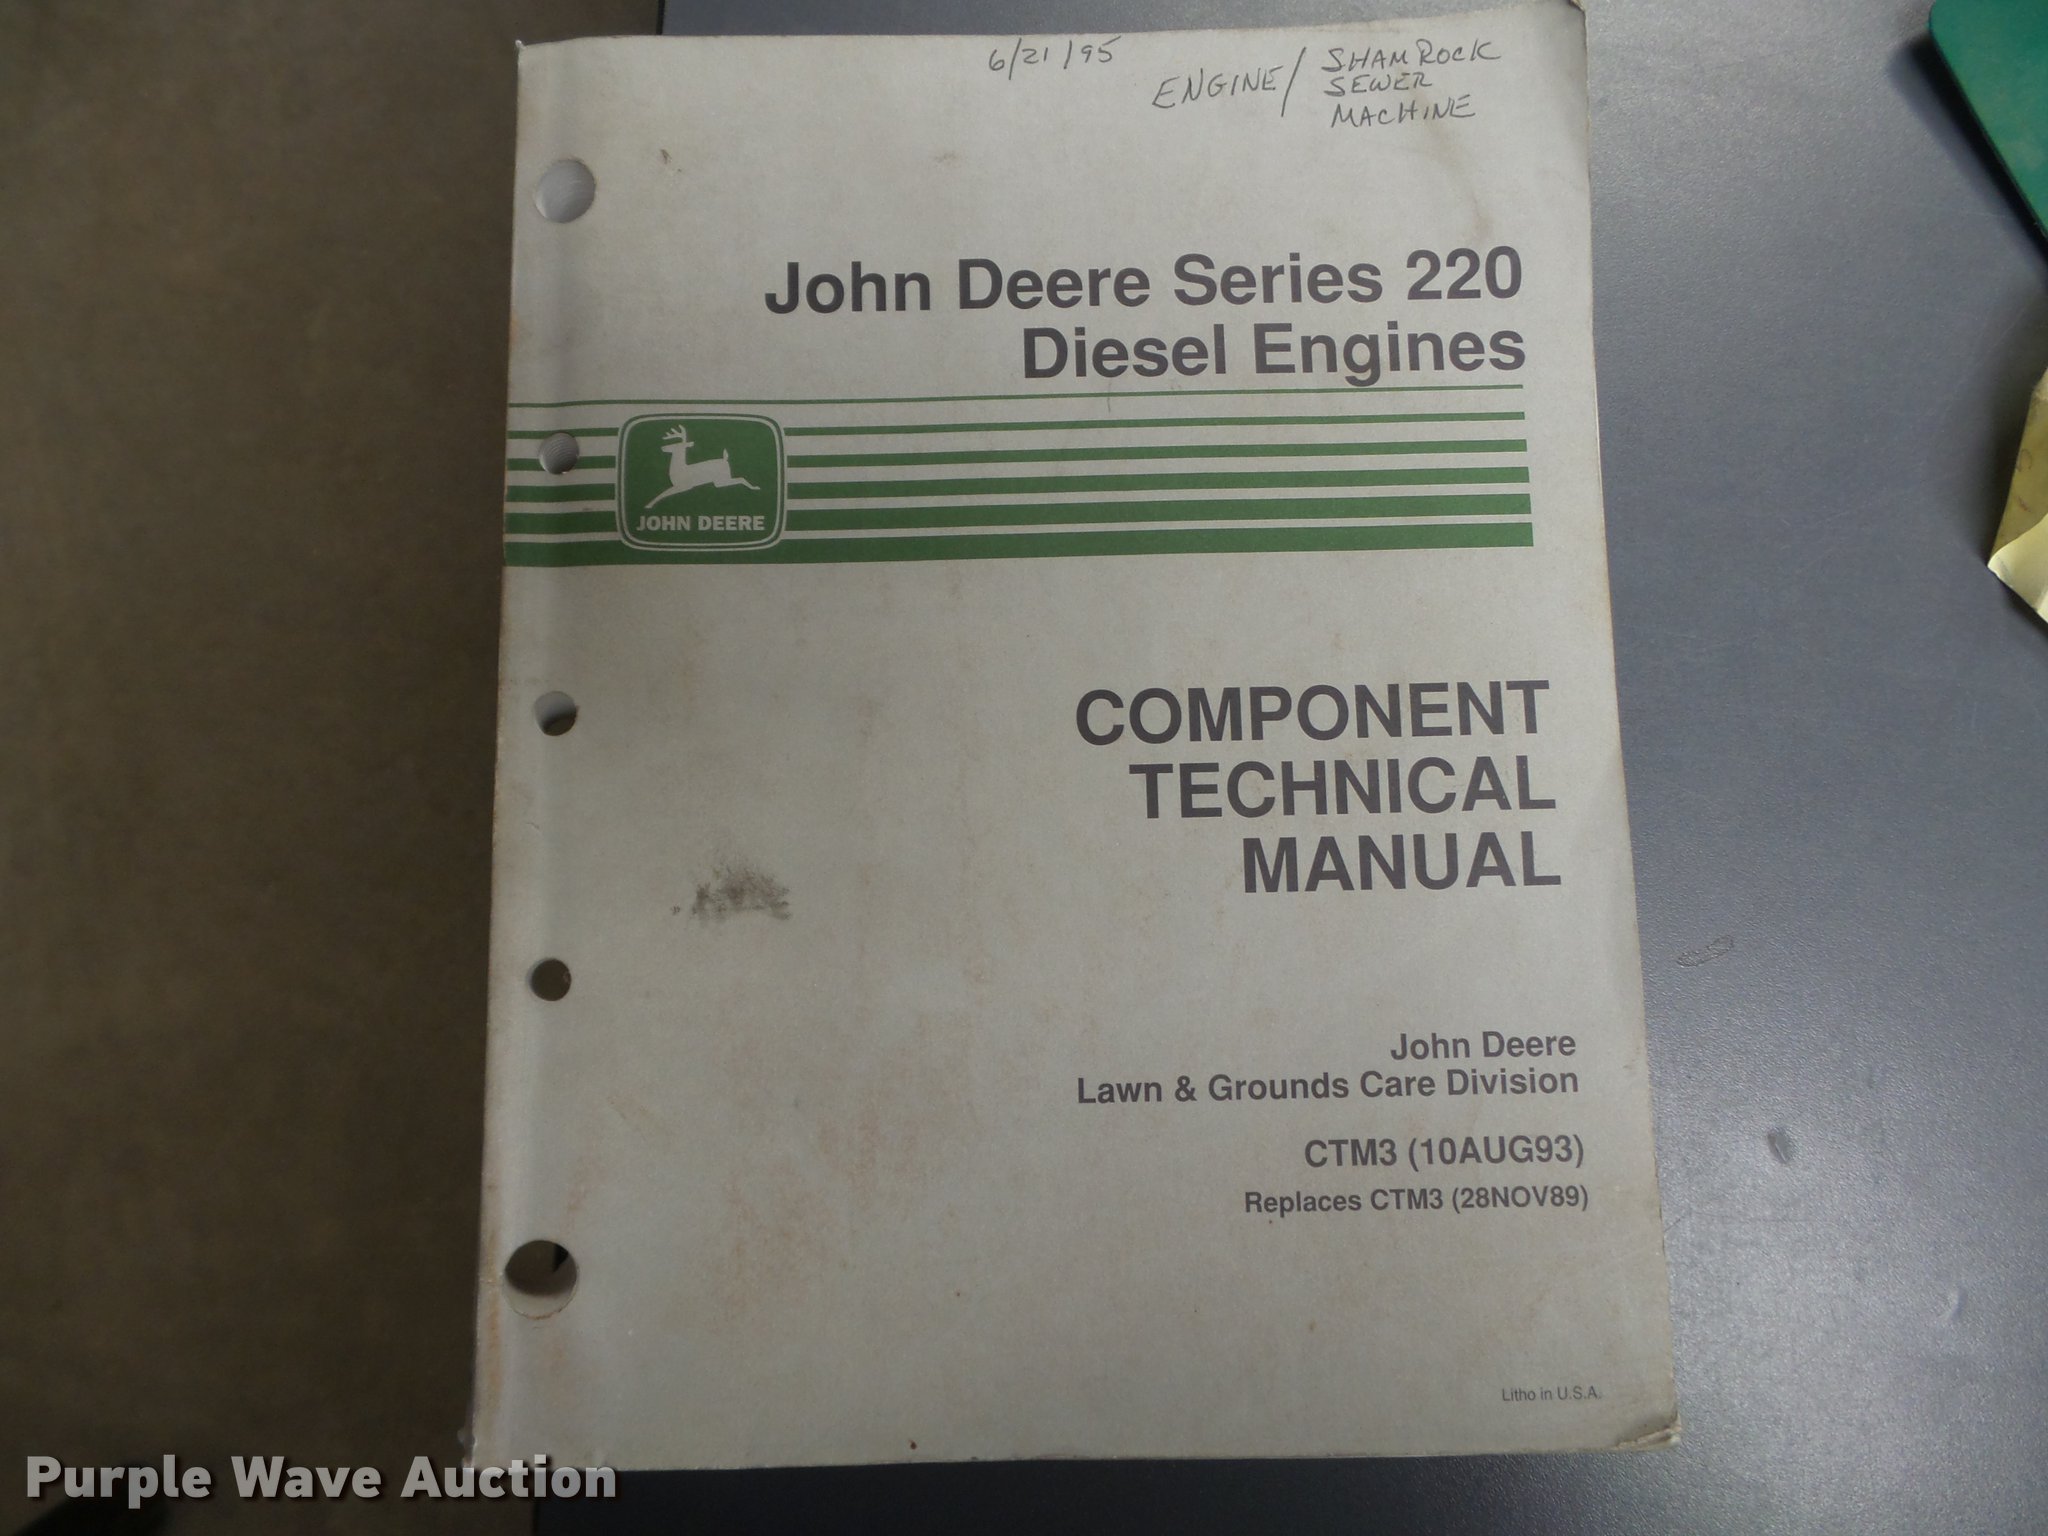 6/21/95
ENGINE/ SHAMROCK
SEWER
MACHINE
John Deere Series 220
Diesel Engines
JOHN DEERE
COMPONENT
TECHNICAL
MANUAL
John Deere
Lawn & Grounds Care Division
CTM3 (10AUG93)
Replaces CTM3 (28NOV89)
Litho in U.S.A.
Purple Wave Auction